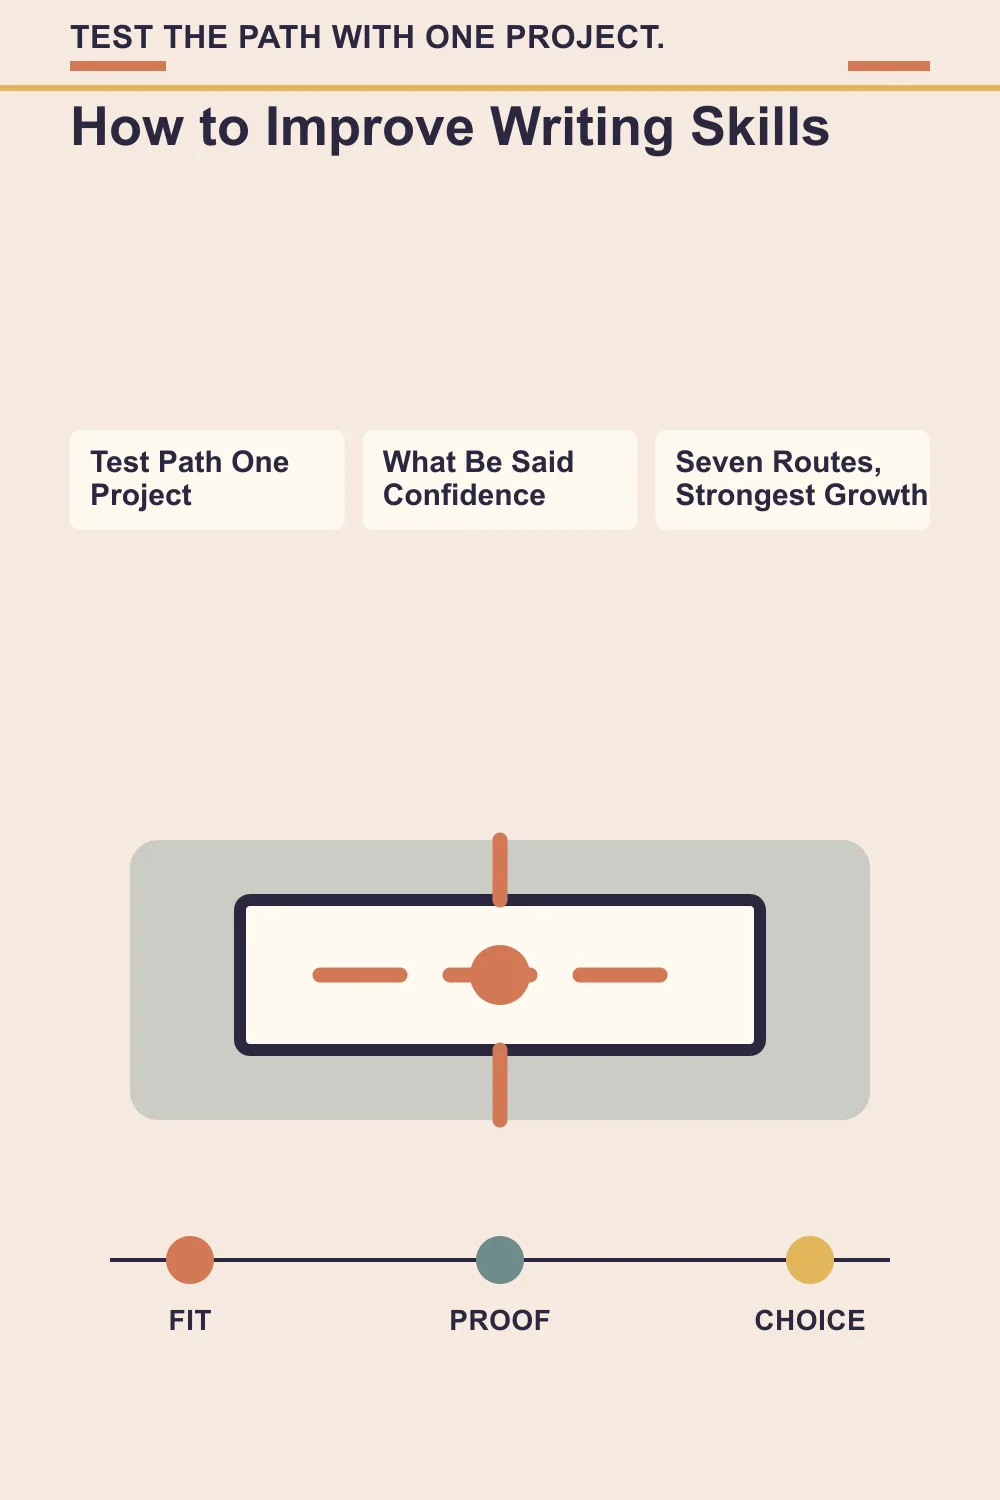 TEST THE PATH WITH ONE PROJECT.
How to Improve Writing Skills
Test Path One
Project
What Be Said
Confidence
Seven Routes,
Strongest Growth
FIT
PROOF
CHOICE